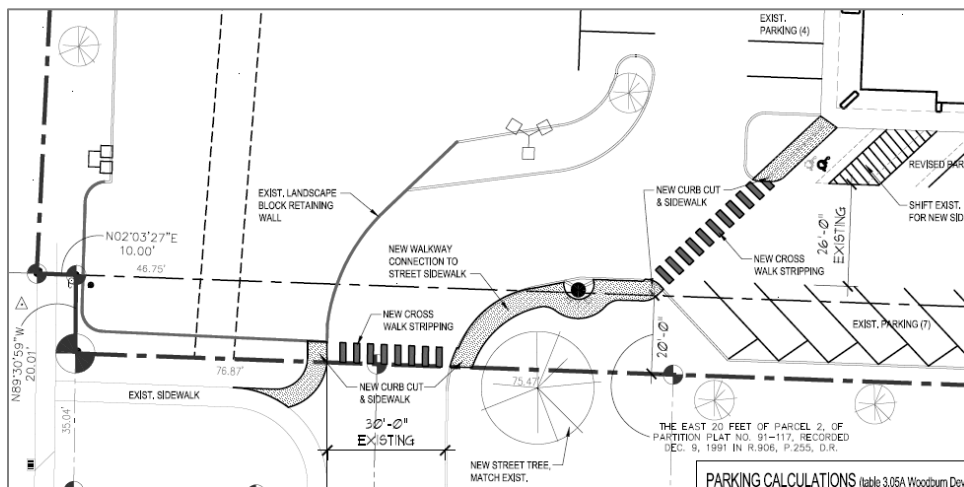 EXIST.
PARKING (4)
REVISED
SHIFT EXIST.
FOR NEW
NEW CURB CUT
& SIDEWALK
EXIST. LANDSCAPE
BLOCK RETAINING
WALL
26'-0"
EXISTING
N02°03'27"E
10.00'
46.75'
NEW WALKWAY
CONNECTION TO
STREET SIDEWALK
NEW CROSS
WALK STRIPPING
N89°30'59"W
20.01'
NEW CROSS
WALK STRIPPING
EXIST. PARKING (7)
20'-0"
76.87'
75.47'
EXIST. SIDEWALK
NEW CURB CUT
& SIDEWALK
35.04'
30'-0"
EXISTING
THE EAST 20 FEET OF PARCEL 2, OF
PARTITION PLAT NO. 91-117, RECORDED
DEC. 9, 1991 IN R.906, P.255, D.R.
NEW STREET TREE,
MATCH EXIST.
PARKING CALCULATIONS (table 3.05A Woodburn Dev